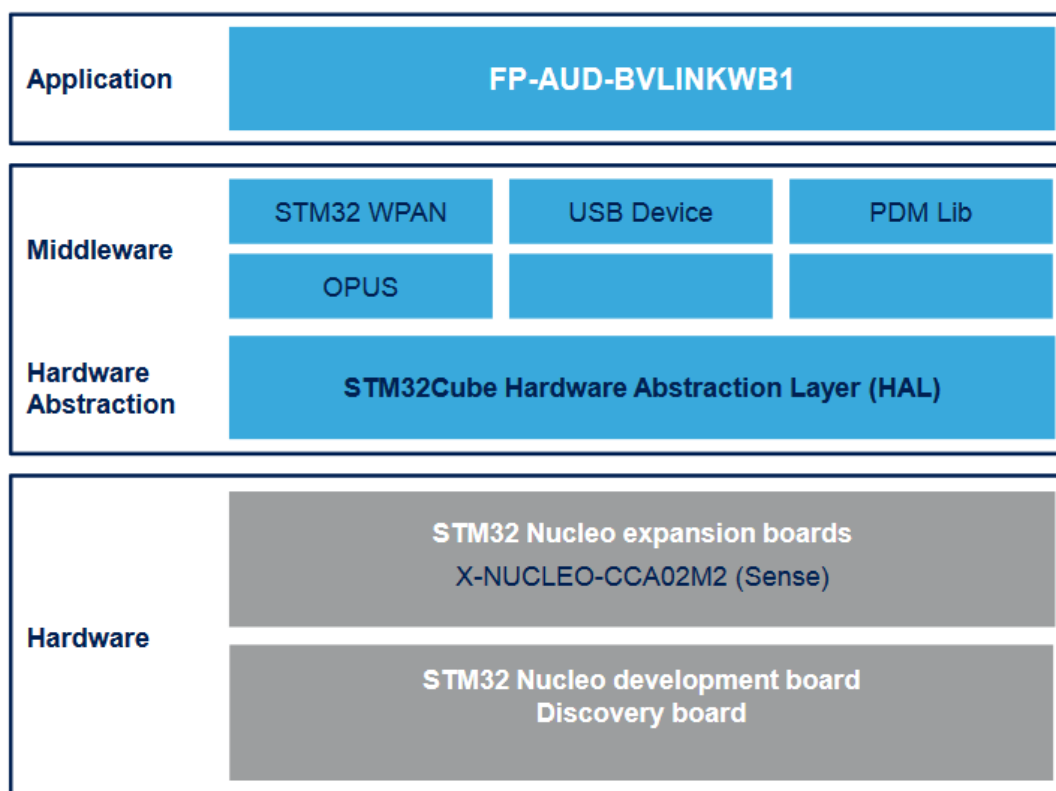 Application
FP-AUD-BVLINKWB1
Middleware
STM32 WPAN
USB Device
PDM Lib
OPUS
Hardware
Abstraction
STM32Cube Hardware Abstraction Layer (HAL)
Hardware
STM32 Nucleo expansion boards
X-NUCLEO-CCA02M2 (Sense)
STM32 Nucleo development board
Discovery board